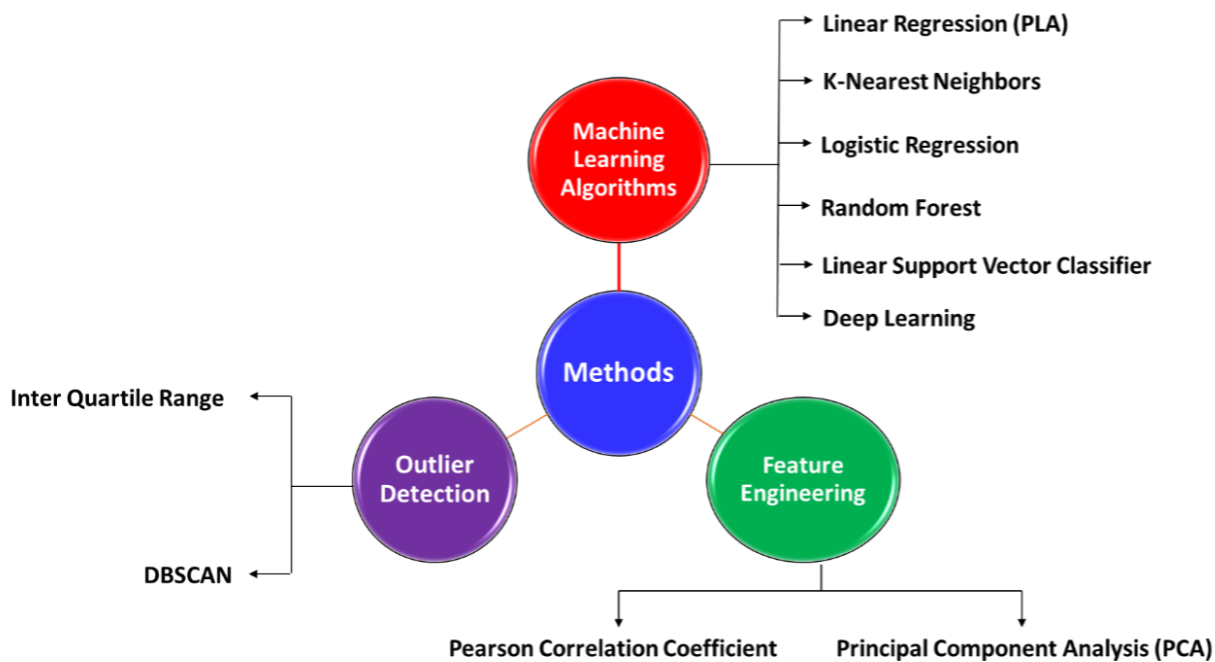 Linear Regression (PLA)
K-Nearest Neighbors
Logistic Regression
Random Forest
Linear Support Vector Classifier
Deep Learning
Machine
Learning
Algorithms
Methods
Inter Quartile Range
DBSCAN
Outlier
Detection
Feature
Engineering
Pearson Correlation Coefficient
Principal Component Analysis (PCA)